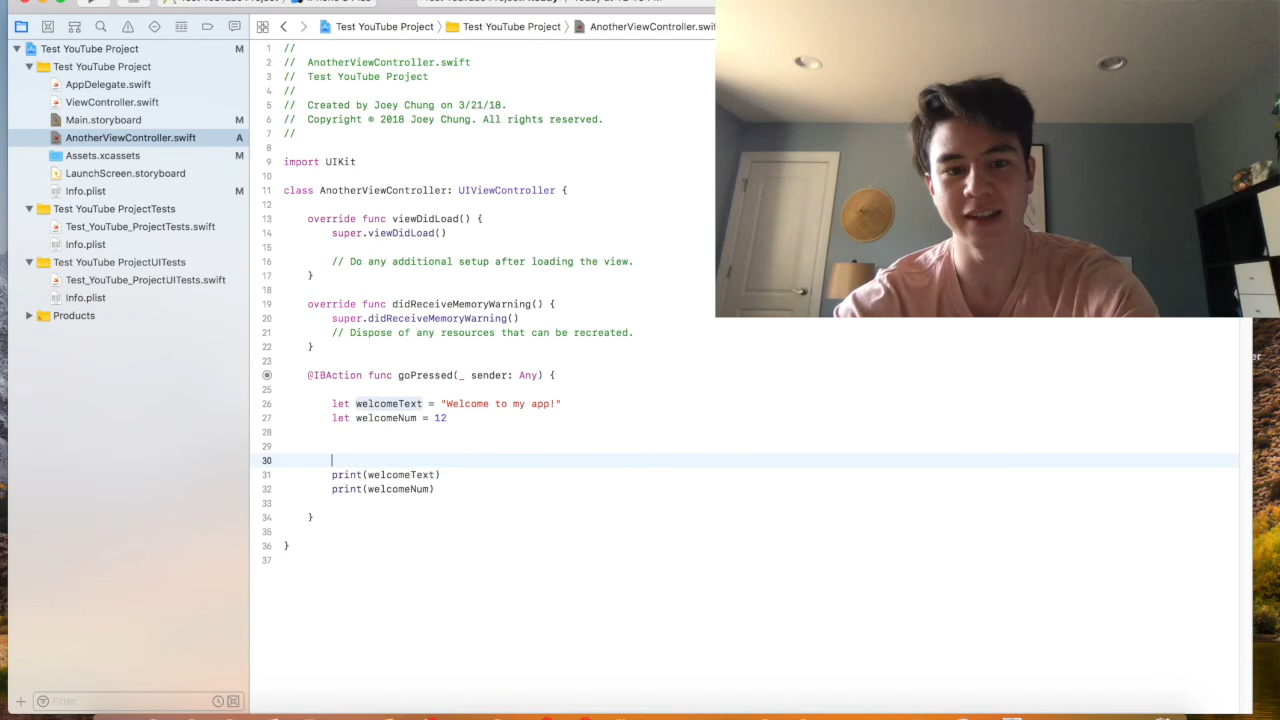 Test YouTube Project
Test YouTube Project
AnotherViewController.swif
Test YouTube Project
M
Test YouTube Project
AppDelegate.swift
ViewController.swift
Main.storyboard
M
AnotherViewController.swift
A
Assets.xcassets
M
LaunchScreen.storyboard
Info.plist
M
Test YouTube ProjectTests
Test_YouTube_ProjectTests.swift
Info.plist
Test YouTube ProjectUITests
Test_YouTube_ProjectUITests.swift
Info.plist
Products
Filter
1 //
2 // AnotherViewController.swift
3 // Test YouTube Project
4 //
5 // Created by Joey Chung on 3/21/18.
6 // Copyright © 2018 Joey Chung. All rights reserved.
7 //
8
9 import UIKit
10
11 class AnotherViewController: UIViewController {
12
13 override func viewDidLoad() {
14 super.viewDidLoad()
15
16 // Do any additional setup after loading the view.
17 }
18
19 override func didReceiveMemoryWarning() {
20 super.didReceiveMemoryWarning()
21 // Dispose of any resources that can be recreated.
22 }
23
@IBAction func goPressed(_ sender: Any) {
25
26 let welcomeText = "Welcome to my app!"
27 let welcomeNum = 12
28
29
30
31 print(welcomeText)
32 print(welcomeNum)
33
34 }
35
36 }
37
er